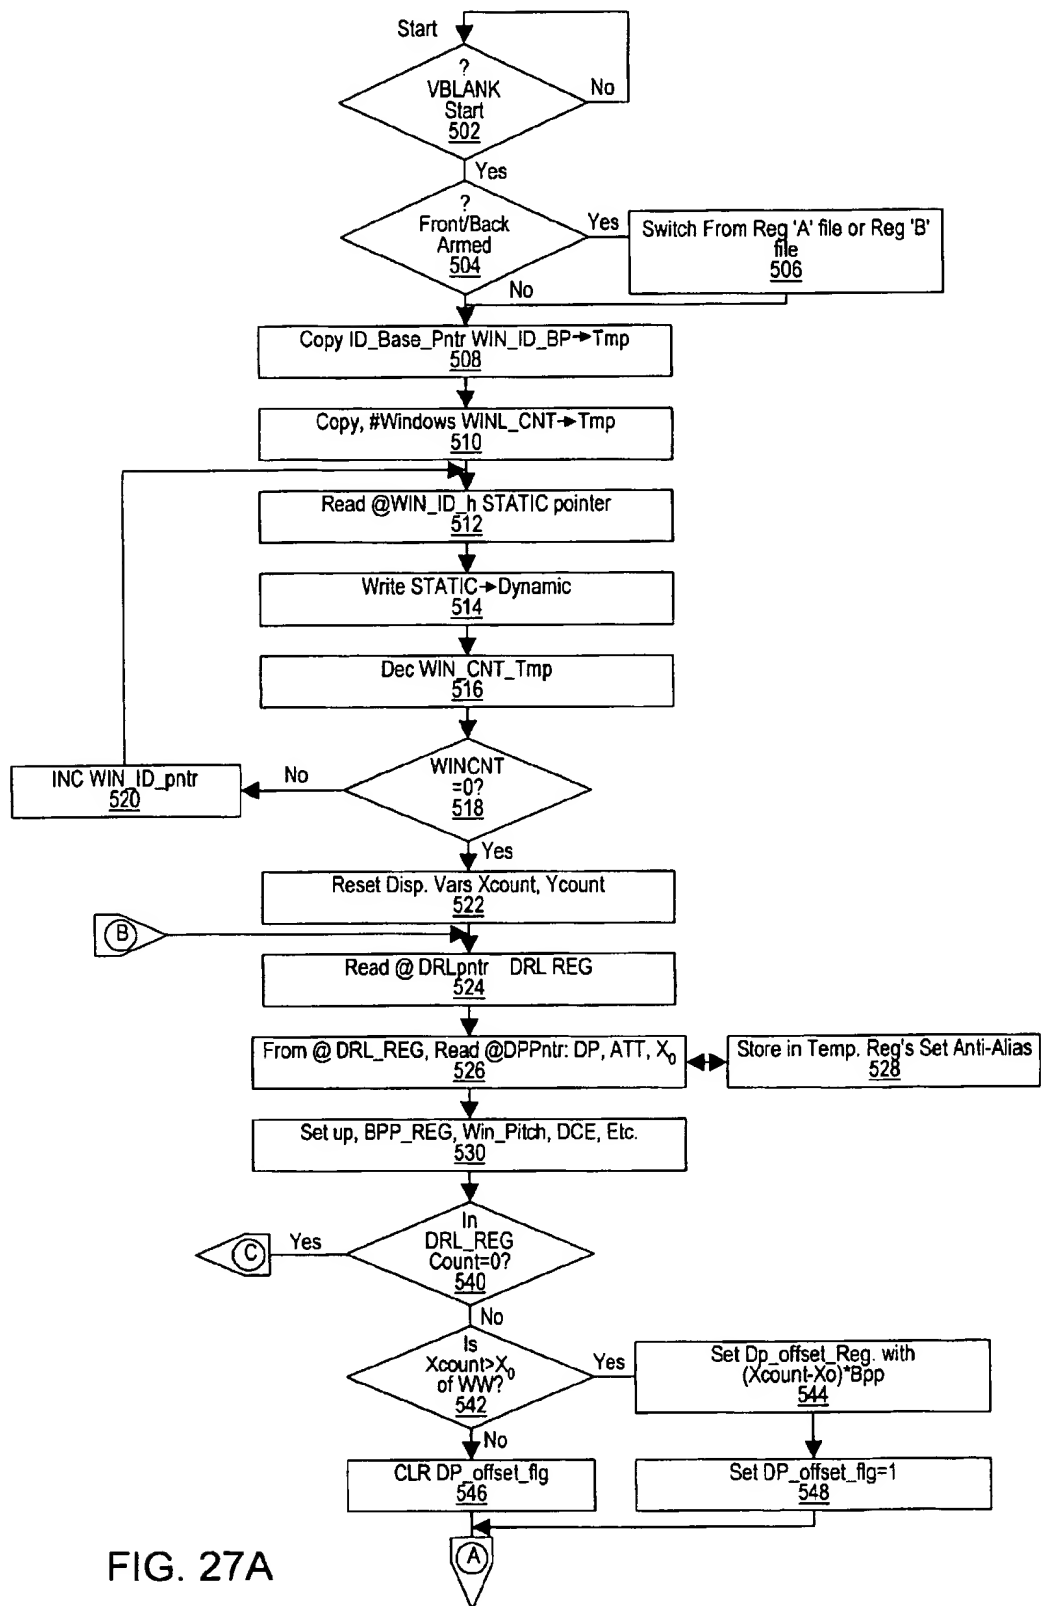 Start
?
VBLANK
Start
502
No
Yes
?
Front/Back
Armed
504
Yes
Switch From Reg 'A' file or Reg 'B'
file
506
No
Copy ID_Base_Pntr WIN_ID_BP→Tmp
508
Copy, #Windows WINL_CNT→Tmp
510
Read @WIN_ID_h STATIC pointer
512
Write STATIC→Dynamic
514
Dec WIN_CNT_Tmp
516
WINCNT
=0?
518
No
INC WIN_ID_pntr
520
Yes
Reset Disp. Vars Xcount, Ycount
522
B
Read @ DRLpntr DRL REG
524
From @ DRL_REG, Read @DPPntr: DP, ATT, X₀
526
Store in Temp. Reg's Set Anti-Alias
528
Set up, BPP_REG, Win_Pitch, DCE, Etc.
530
In
DRL_REG
Count=0?
540
Yes
C
No
Is
Xcount>X₀
of WW?
542
Yes
Set Dp_offset_Reg. with
(Xcount-Xo)*Bpp
544
No
CLR DP_offset_flg
546
Set DP_offset_flg=1
548
A
FIG. 27A